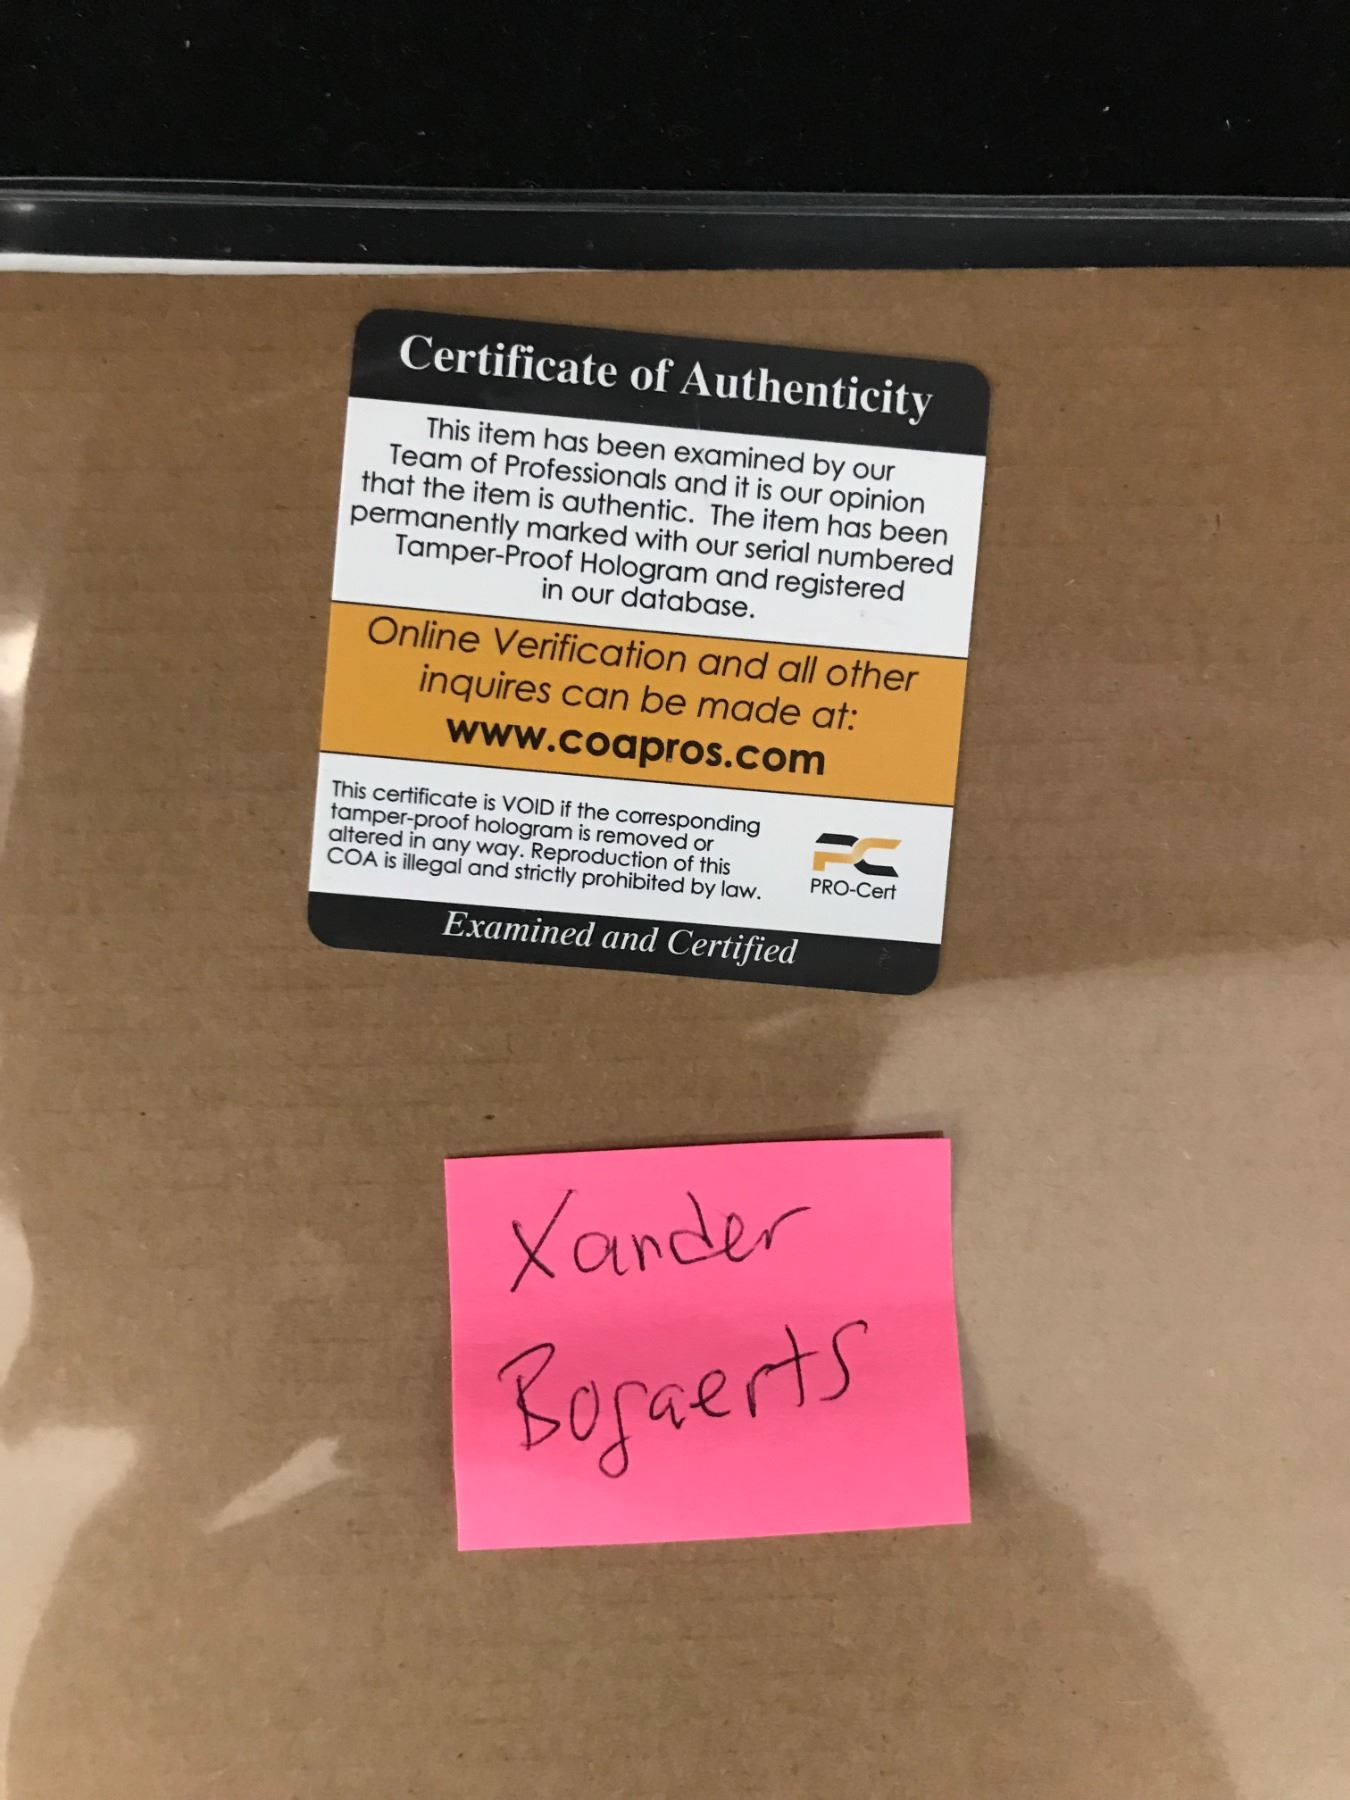 Certificate of Authenticity
This item has been examined by our
Team of Professionals and it is our opinion
that the item is authentic. The item has been
permanently marked with our serial numbered
Tamper-Proof Hologram and registered
in our database.
Online Verification and all other
inquires can be made at:
www.coapros.com
This certificate is VOID if the corresponding
tamper-proof hologram is removed or
altered in any way. Reproduction of this
COA is illegal and strictly prohibited by law.
PC
PRO-Cert
Examined and Certified
Xander
Bogaerts